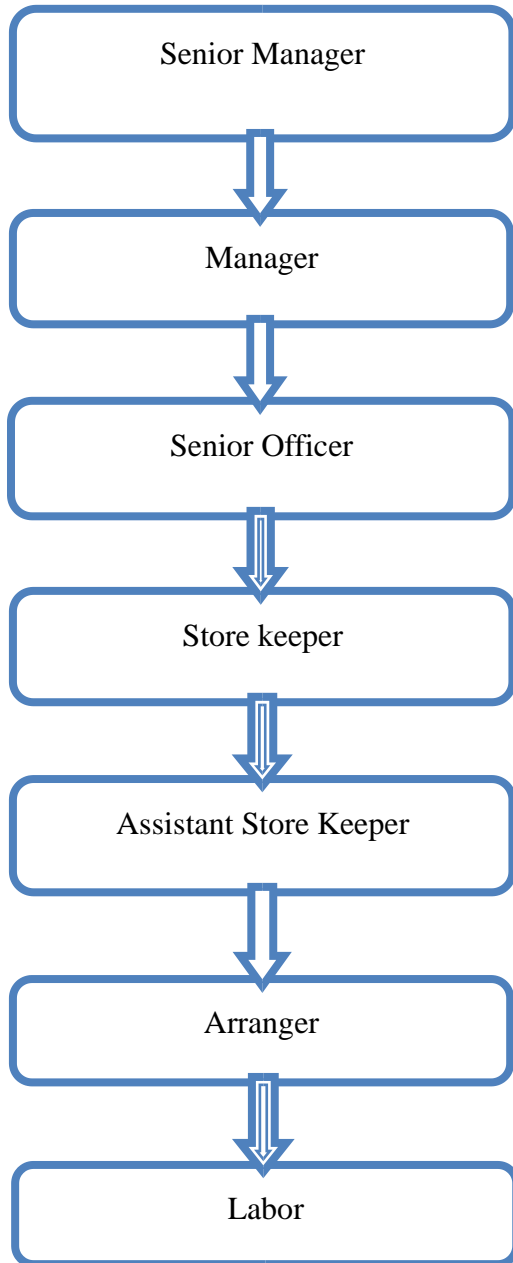 Senior Manager
Manager
Senior Officer
Store keeper
Assistant Store Keeper
Arranger
Labor